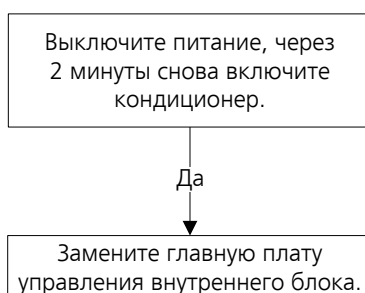 Выключите питание, через
2 минуты снова включите
кондиционер.
Да
Замените главную плату
управления внутреннего блока.